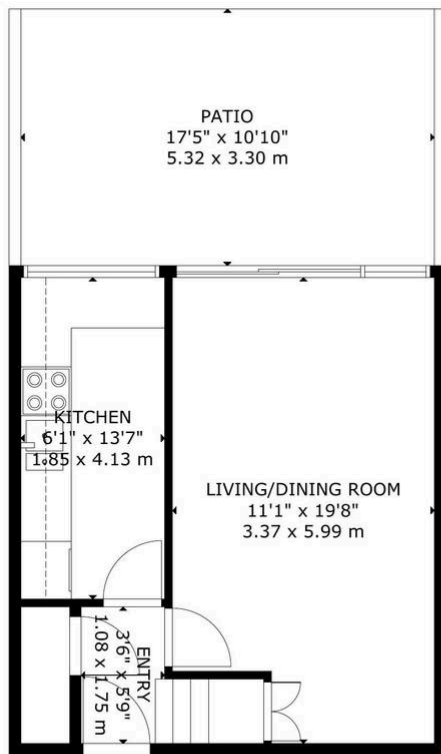 PATIO
17'5" x 10'10"
5.32 x 3.30 m
KITCHEN
6'1" x 13'7"
1.85 x 4.13 m
LIVING/DINING ROOM
11'1" x 19'8"
3.37 x 5.99 m
ENTRY
3'6" x 5'9"
1.08 x 1.75 m